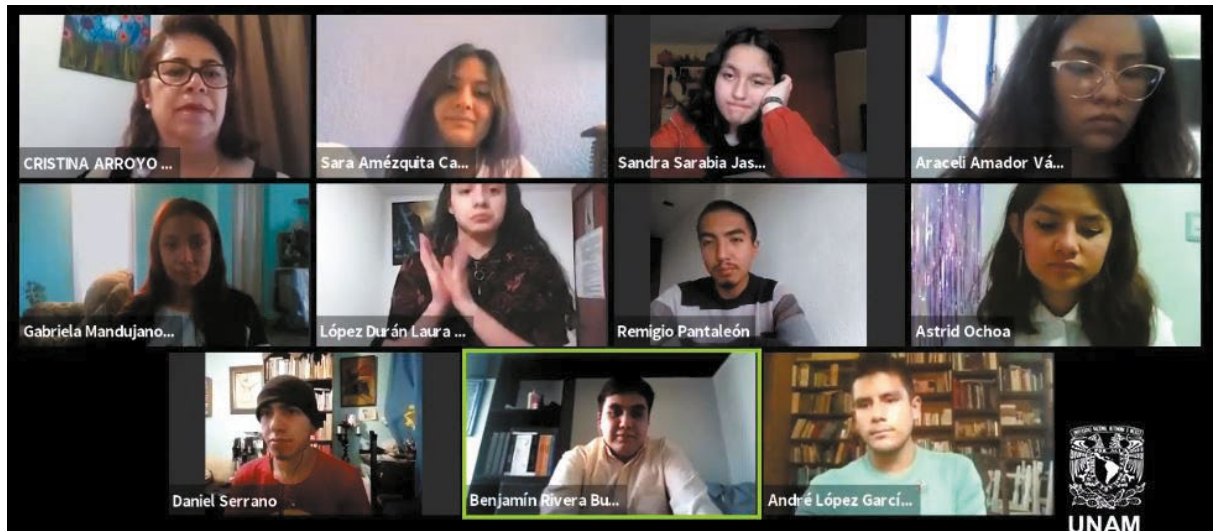 CRISTINA ARROYO ...
Sara Amézquita Ca...
Sandra Sarabia Jas...
Araceli Amador Vá...
Gabriela Mandujano...
López Durán Laura ...
Remigio Pantaleón
Astrid Ochoa
Daniel Serrano
Benjamín Rivera Bu...
André López Garcí...
UNAM